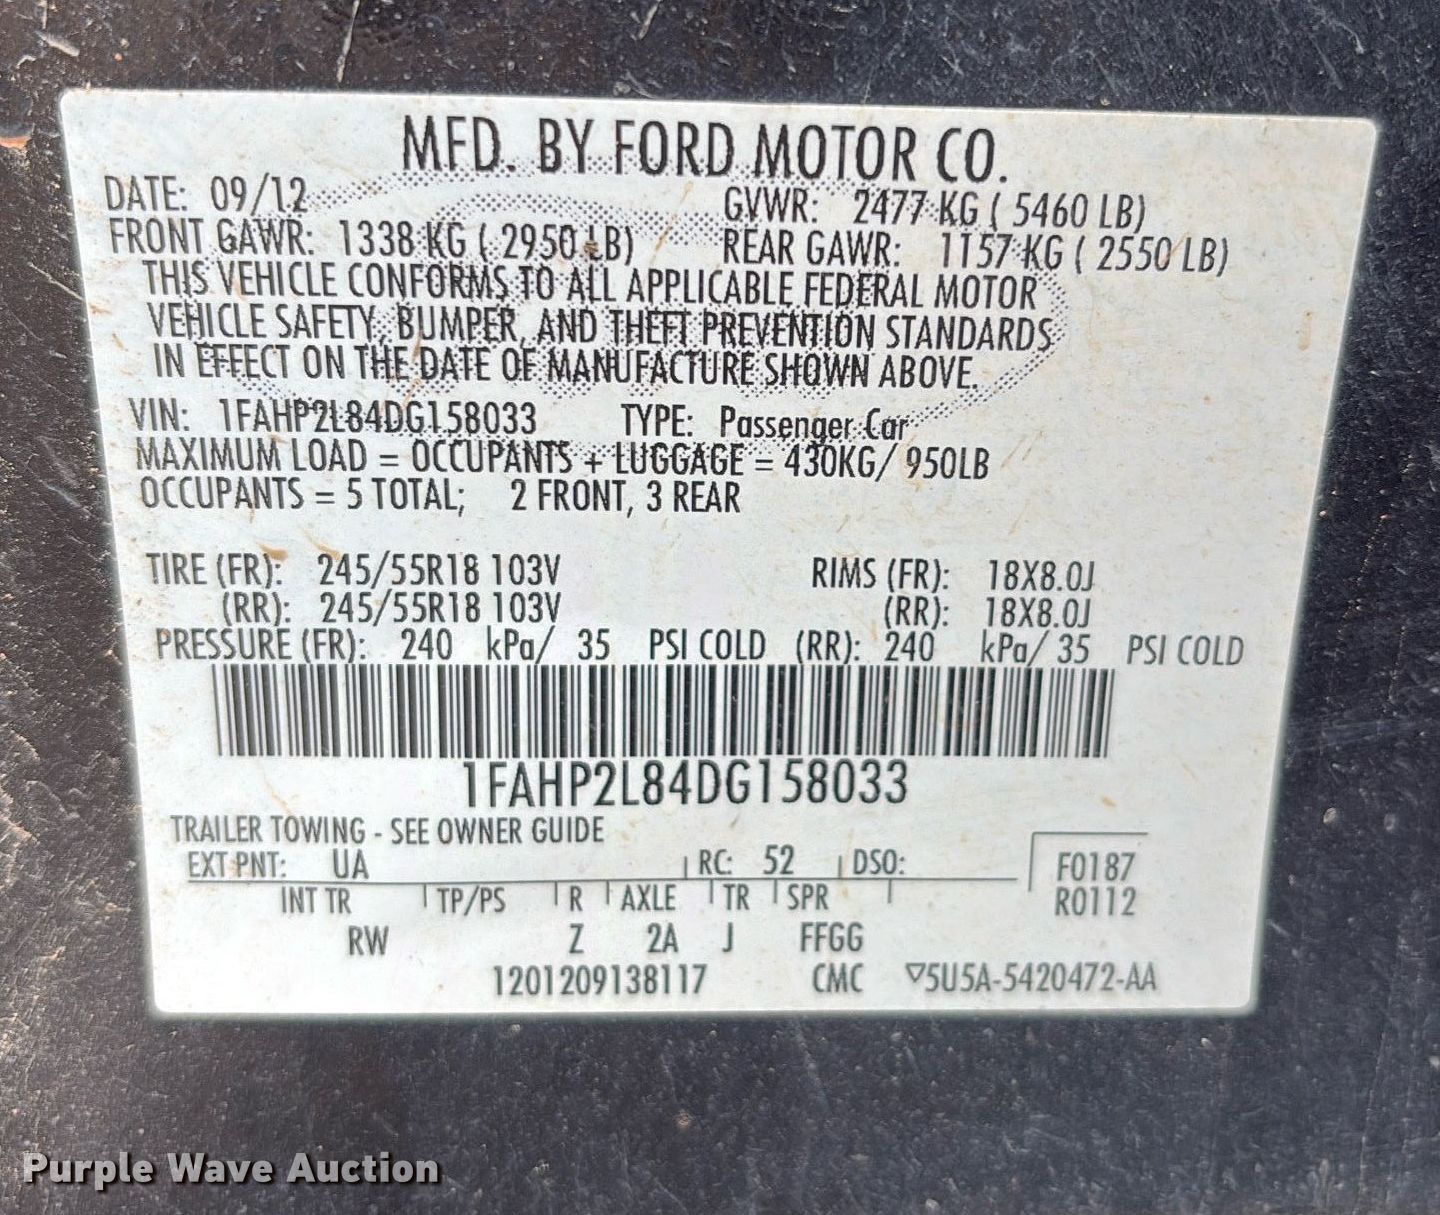 MFD. BY FORD MOTOR CO.
DATE: 09/12 GVWR: 2477 KG ( 5460 LB)
FRONT GAWR: 1338 KG ( 2950 LB) REAR GAWR: 1157 KG ( 2550 LB)
THIS VEHICLE CONFORMS TO ALL APPLICABLE FEDERAL MOTOR
VEHICLE SAFETY, BUMPER, AND THEFT PREVENTION STANDARDS
IN EFFECT ON THE DATE OF MANUFACTURE SHOWN ABOVE.
VIN: 1FAHP2L84DG158033 TYPE: Passenger Car
MAXIMUM LOAD = OCCUPANTS + LUGGAGE = 430KG/ 950LB
OCCUPANTS = 5 TOTAL; 2 FRONT, 3 REAR
TIRE (FR): 245/55R18 103V RIMS (FR): 18X8.0J
(RR): 245/55R18 103V (RR): 18X8.0J
PRESSURE (FR): 240 kPa/ 35 PSI COLD (RR): 240 kPa/ 35 PSI COLD
1FAHP2L84DG158033
TRAILER TOWING - SEE OWNER GUIDE
EXT PNT: UA RC: 52 DSO: F0187
INT TR TP/PS R AXLE TR SPR R0112
RW Z 2A J FFGG
1201209138117 CMC ▽5U5A-5420472-AA
Purple Wave Auction